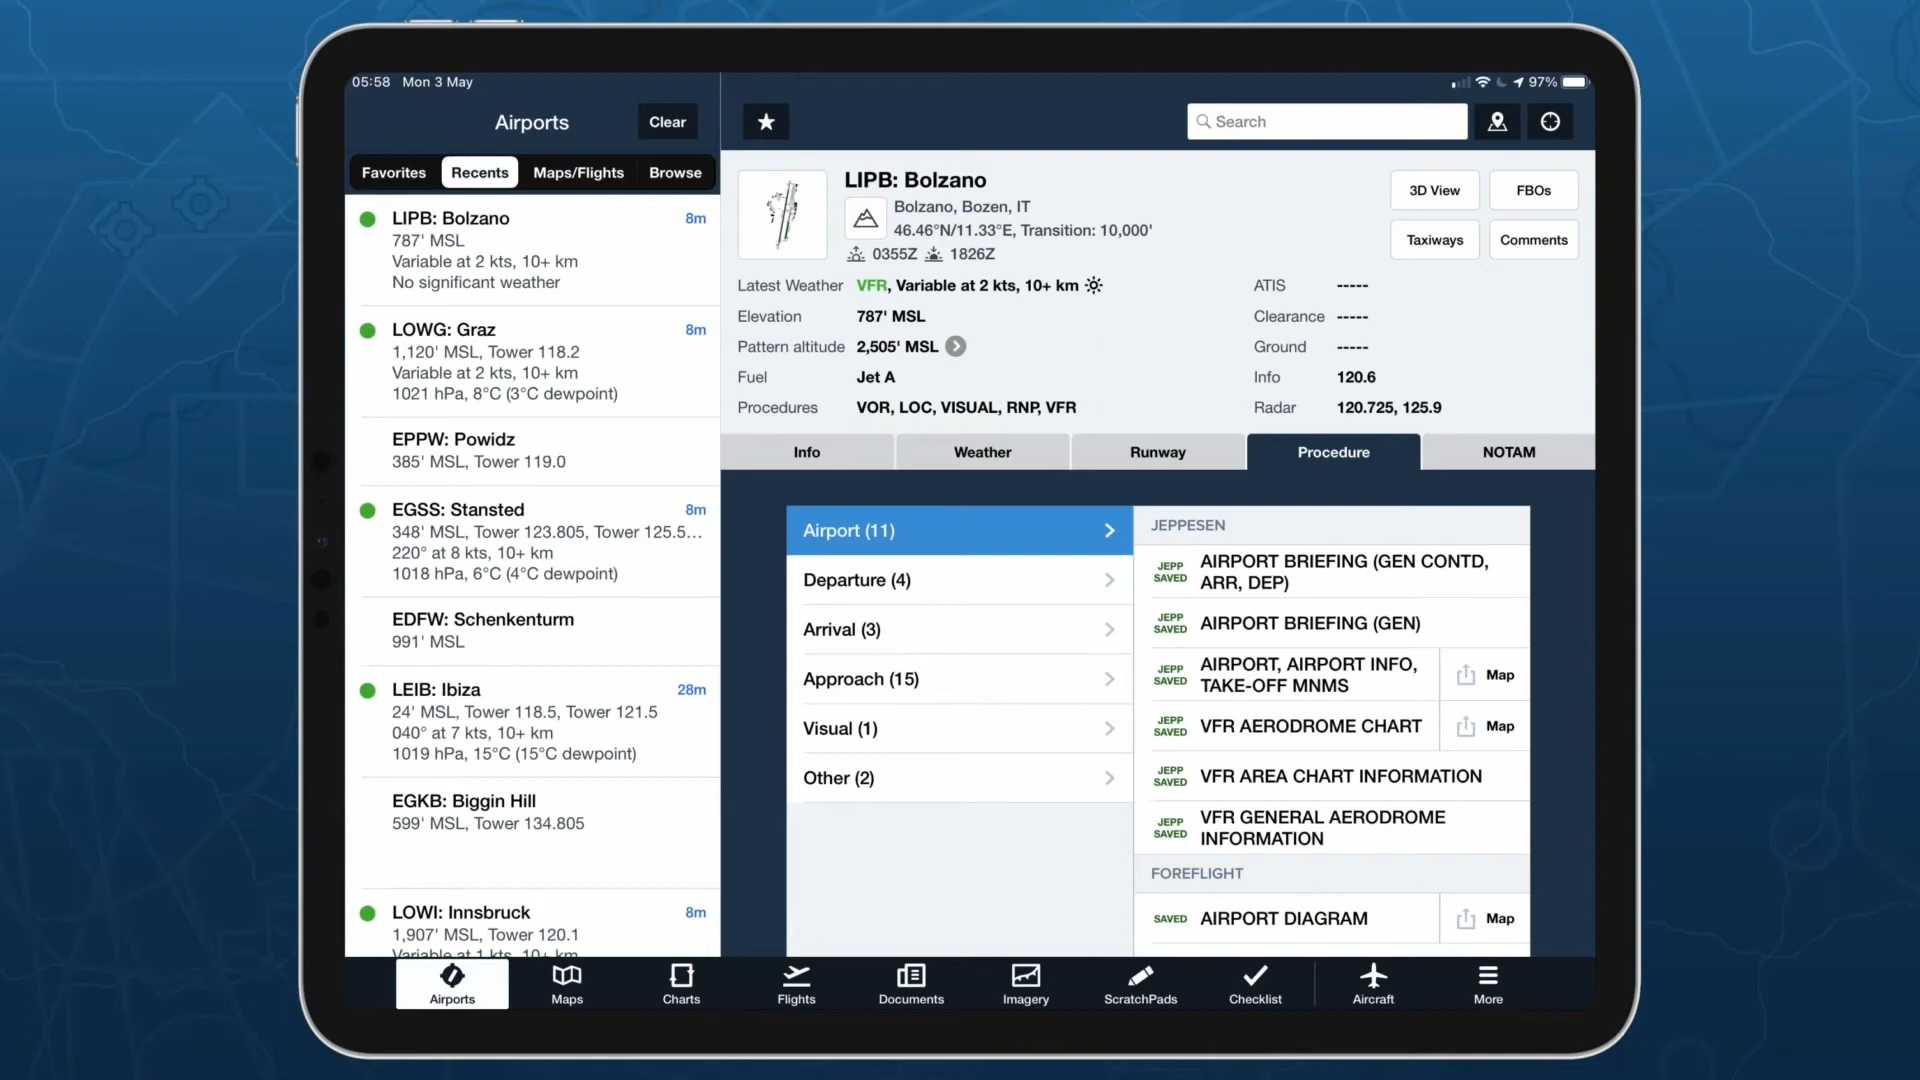 05:58 Mon 3 May
97%
Airports
Clear
Search
Favorites
Recents
Maps/Flights
Browse
LIPB: Bolzano
8m
787' MSL
Variable at 2 kts, 10+ km
No significant weather
LOWG: Graz
8m
1,120' MSL, Tower 118.2
Variable at 2 kts, 10+ km
1021 hPa, 8°C (3°C dewpoint)
EPPW: Powidz
385' MSL, Tower 119.0
EGSS: Stansted
8m
348' MSL, Tower 123.805, Tower 125.5...
220° at 8 kts, 10+ km
1018 hPa, 6°C (4°C dewpoint)
EDFW: Schenkenturm
991' MSL
LEIB: Ibiza
28m
24' MSL, Tower 118.5, Tower 121.5
040° at 7 kts, 10+ km
1019 hPa, 15°C (15°C dewpoint)
EGKB: Biggin Hill
599' MSL, Tower 134.805
LOWI: Innsbruck
8m
1,907' MSL, Tower 120.1
Variable at 1 kts, 10+ km
LIPB: Bolzano
Bolzano, Bozen, IT
46.46°N/11.33°E, Transition: 10,000'
0355Z 1826Z
3D View
FBOs
Taxiways
Comments
Latest Weather VFR, Variable at 2 kts, 10+ km
Elevation 787' MSL
Pattern altitude 2,505' MSL
Fuel Jet A
Procedures VOR, LOC, VISUAL, RNP, VFR
ATIS -----
Clearance -----
Ground -----
Info 120.6
Radar 120.725, 125.9
Info
Weather
Runway
Procedure
NOTAM
Airport (11)
Departure (4)
Arrival (3)
Approach (15)
Visual (1)
Other (2)
JEPPESEN
JEPP SAVED AIRPORT BRIEFING (GEN CONTD,
ARR, DEP)
JEPP SAVED AIRPORT BRIEFING (GEN)
JEPP SAVED AIRPORT, AIRPORT INFO,
TAKE-OFF MNMS
Map
JEPP SAVED VFR AERODROME CHART
Map
JEPP SAVED VFR AREA CHART INFORMATION
JEPP SAVED VFR GENERAL AERODROME
INFORMATION
FOREFLIGHT
SAVED AIRPORT DIAGRAM
Map
Airports
Maps
Charts
Flights
Documents
Imagery
ScratchPads
Checklist
Aircraft
More